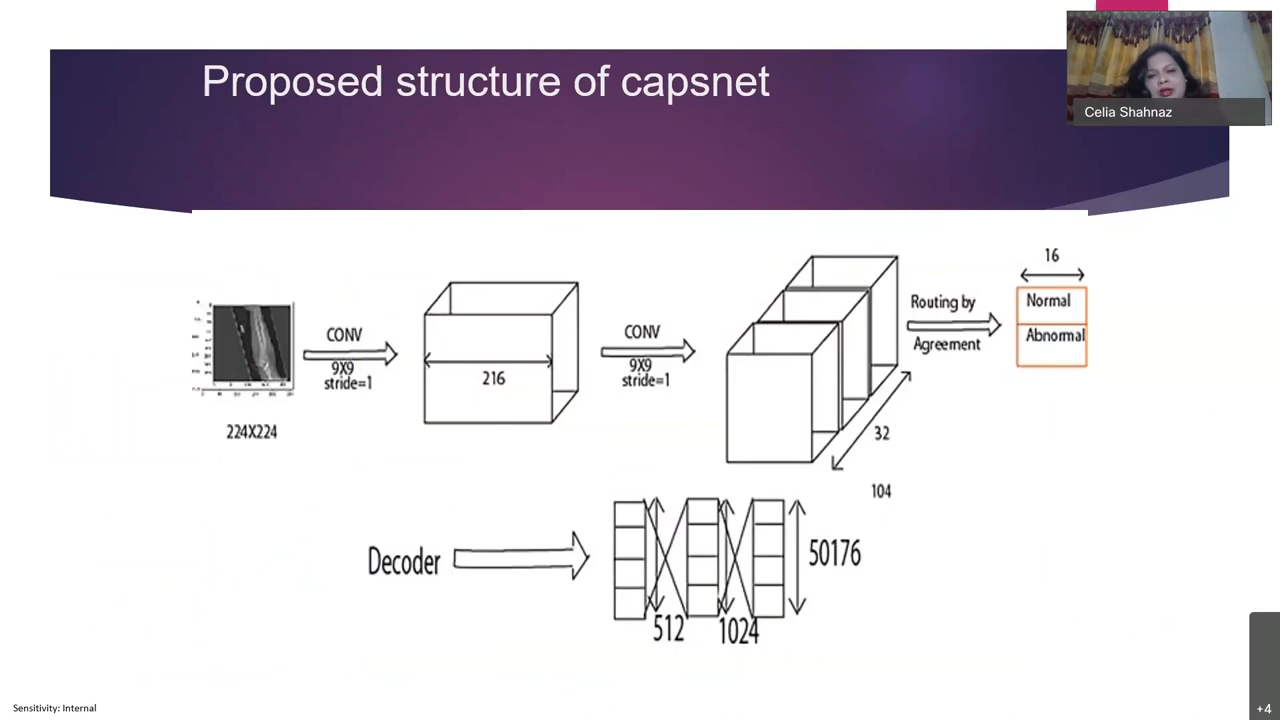 Proposed structure of capsnet
Celia Shahnaz
CONV
9X9
stride=1
224X224
216
CONV
9X9
stride=1
32
104
Routing by
Agreement
16
Normal
Abnormal
Decoder
512
1024
50176
Sensitivity: Internal
+4